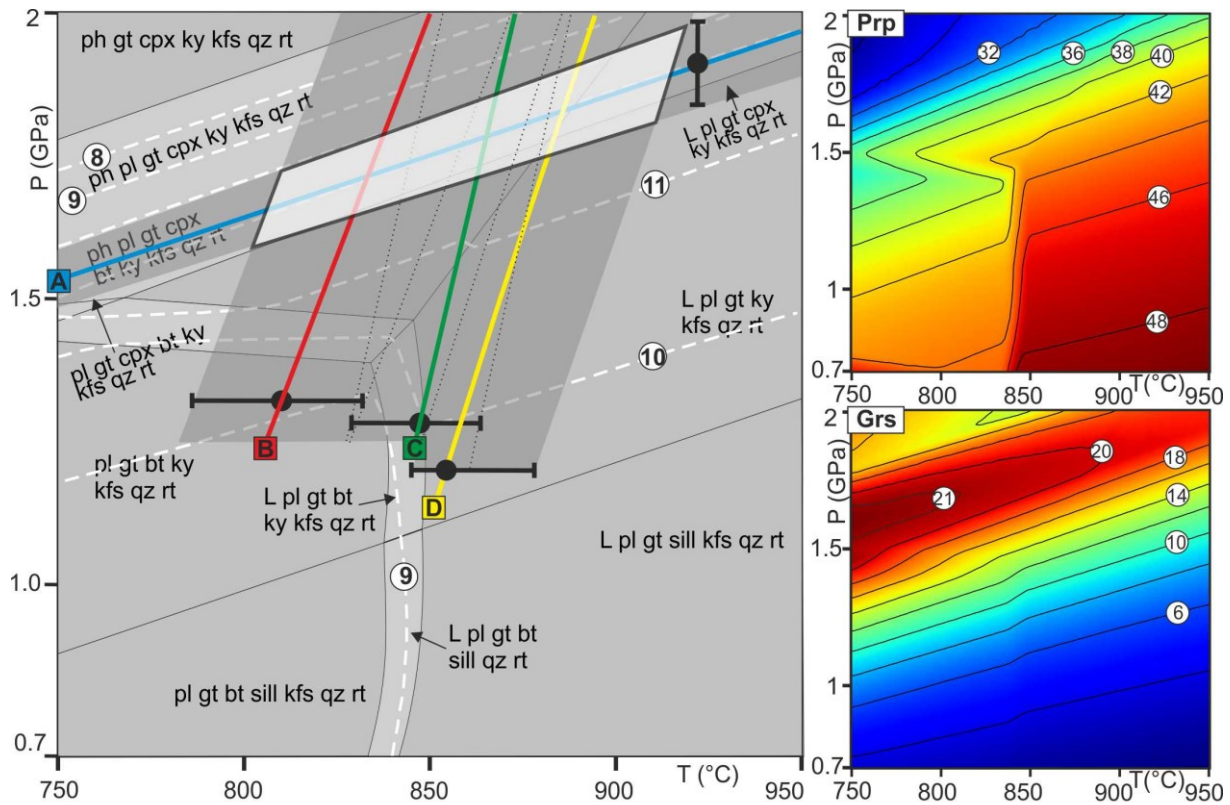 2
ph gt cpx ky kfs qz rt
8
ph pl gt cpx ky kfs qz rt
9
P (GPa)
ph pl gt cpx
bt ky kfs qz rt
A
1.5
pl gt cpx bt ky
kfs qz rt
L pl gt cpx
ky kfs qz rt
11
L pl gt ky
kfs qz rt
10
B
C
D
pl gt bt ky
kfs qz rt
L pl gt bt
ky kfs qz rt
L pl gt sill kfs qz rt
1.0
9
L pl gt bt
sill qz rt
pl gt bt sill kfs qz rt
0.7
750
800
850
900
T (°C)
950
2
Prp
32
36
38
40
42
P (GPa)
1.5
46
1
48
0.7
750
800
850
T(°C)
900
950
2
Grs
20
18
21
14
P (GPa)
1.5
10
6
1
0.7
750
800
850
900
T(°C)
950